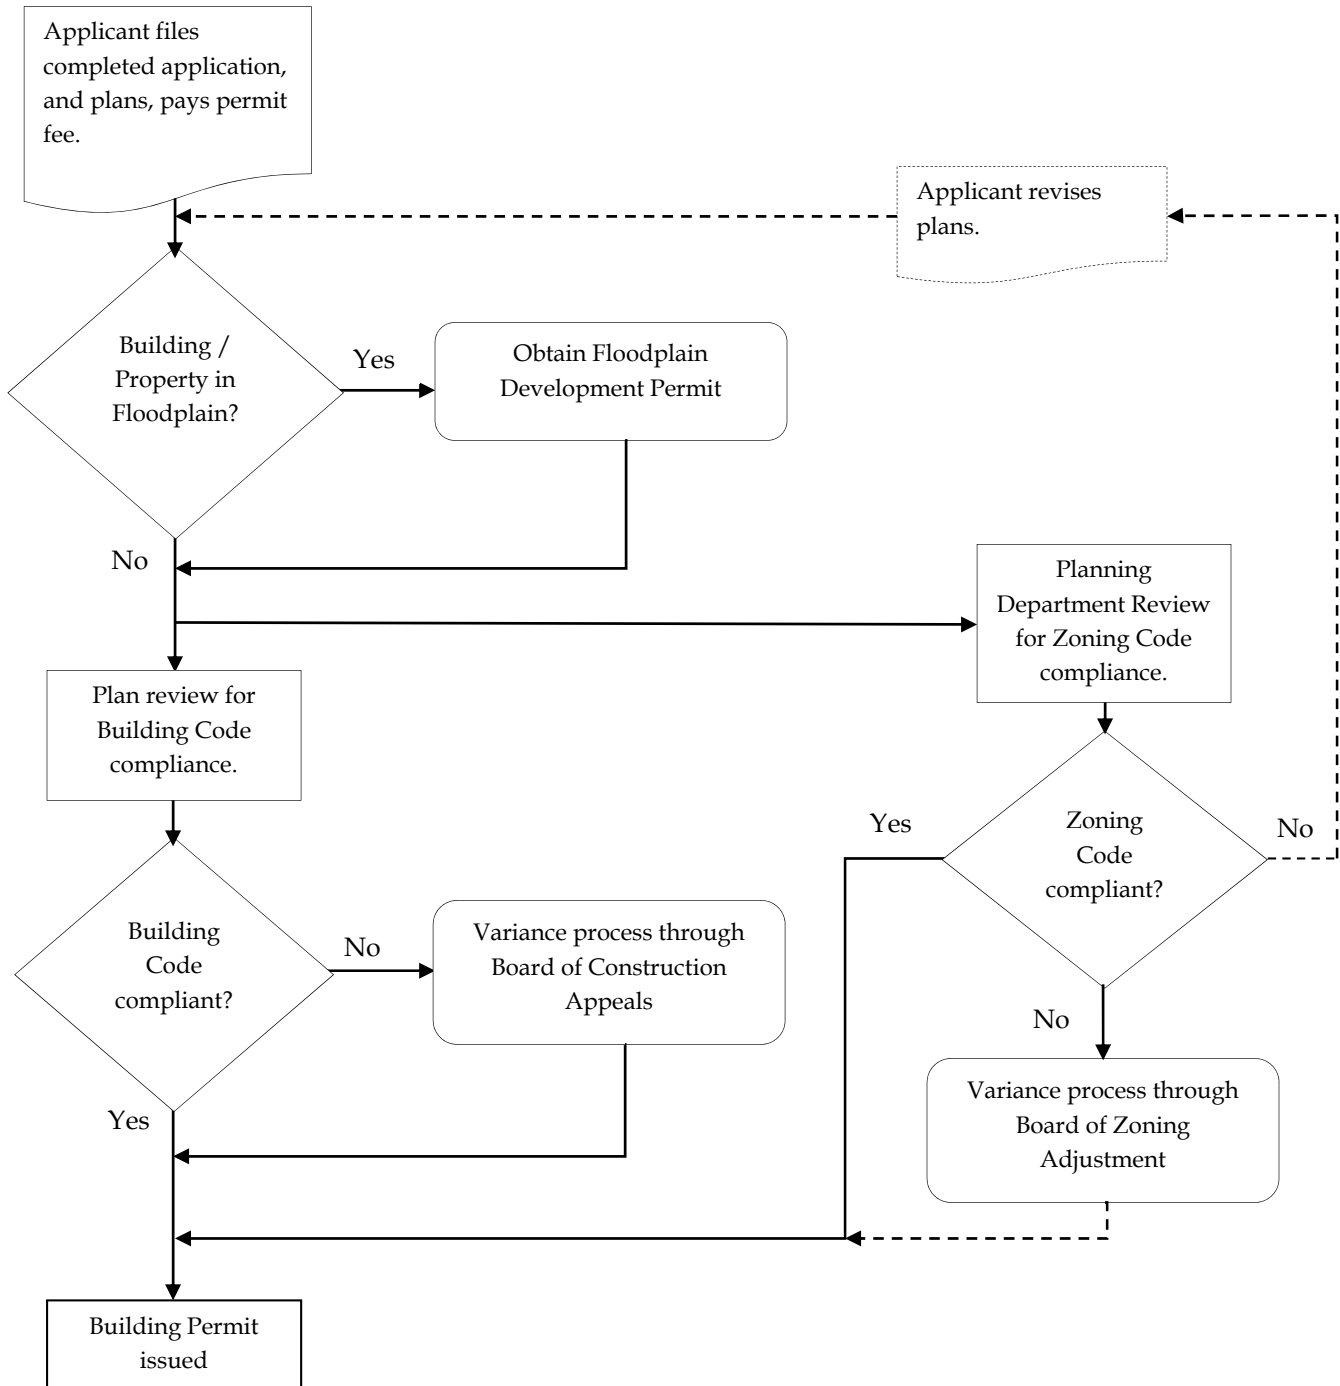 Applicant files
completed application,
and plans, pays permit
fee.
Applicant revises
plans.
Building /
Property in
Floodplain?
Yes
Obtain Floodplain
Development Permit
No
Planning
Department Review
for Zoning Code
compliance.
Plan review for
Building Code
compliance.
Yes
Zoning
Code
compliant?
No
Building
Code
compliant?
No
Variance process through
Board of Construction
Appeals
No
Yes
Variance process through
Board of Zoning
Adjustment
Building Permit
issued